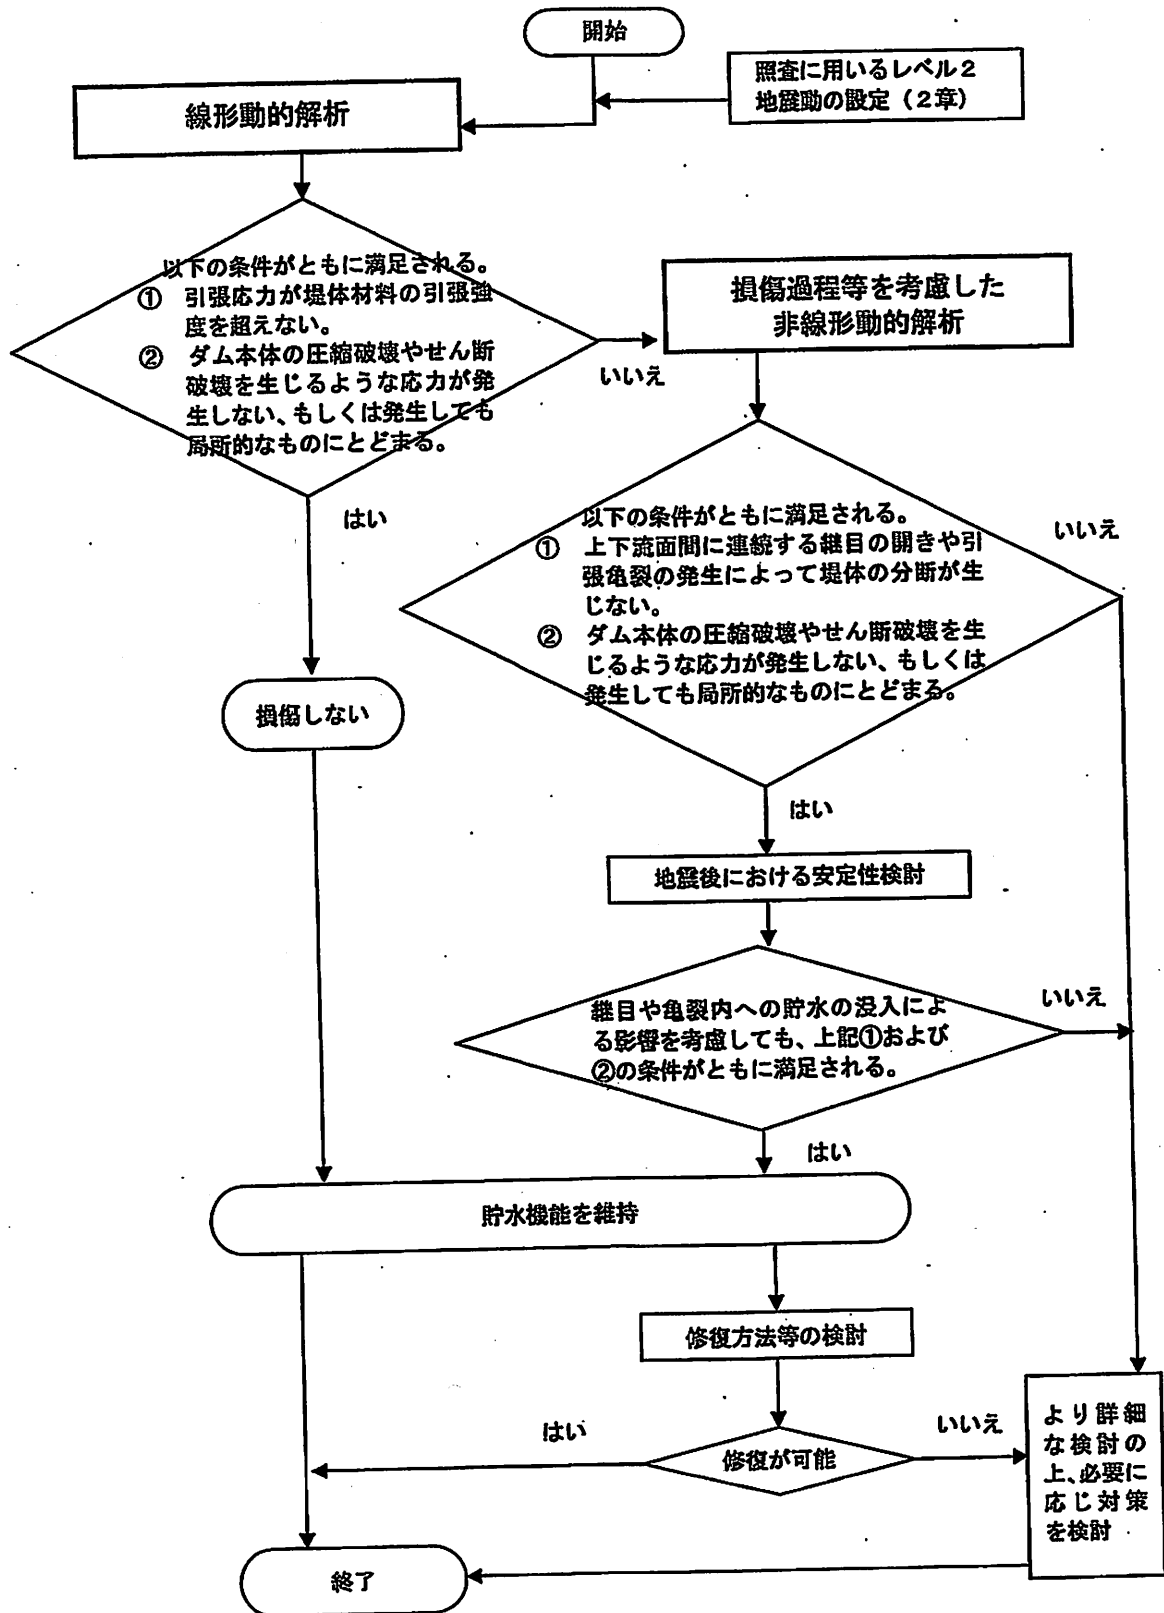 開始
照査に用いるレベル2
地震動の設定(2章)
線形動的解析
以下の条件がともに満足される。
① 引張応力が堤体材料の引張強
度を超えない。
② ダム本体の圧縮破壊やせん断
破壊を生じるような応力が発
生しない、もしくは発生しても
局所的なものにとどまる。
いいえ
はい
損傷過程等を考慮した
非線形動的解析
以下の条件がともに満足される。
① 上下流面間に連続する継目の開きや引
張亀裂の発生によって堤体の分断が生
じない。
② ダム本体の圧縮破壊やせん断破壊を生
じるような応力が発生しない、もしくは
発生しても局所的なものにとどまる。
いいえ
はい
損傷しない
地震後における安定性検討
継目や亀裂内への貯水の浸入によ
る影響を考慮しても、上記①および
②の条件がともに満足される。
いいえ
はい
貯水機能を維持
修復方法等の検討
修復が可能
はい
いいえ
より詳細
な検討の
上、必要に
応じ対策
を検討
終了